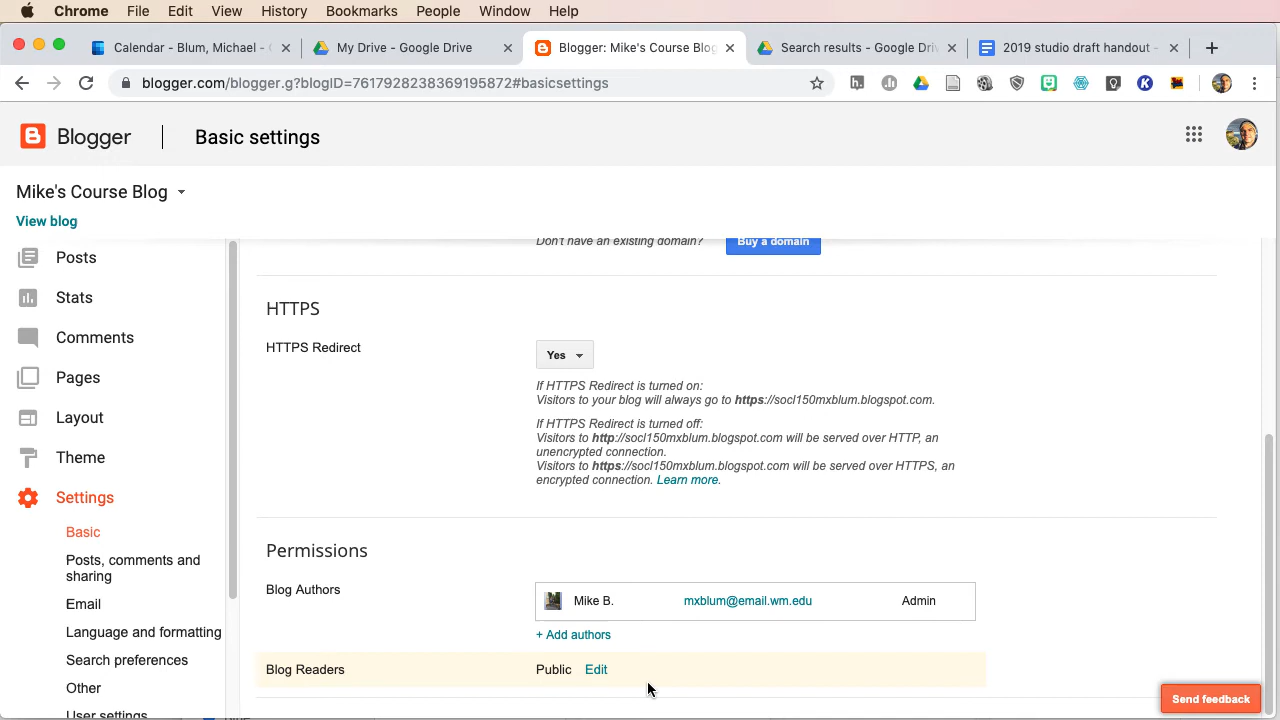 Chrome File Edit View History Bookmarks People Window Help
Calendar - Blum, Michael - My Drive - Google Drive Blogger: Mike's Course Blog Search results - Google Driv 2019 studio draft handout -
blogger.com/blogger.g?blogID=7617928238369195872#basicsettings
Blogger Basic settings
Mike's Course Blog
View blog
Posts
Stats
Comments
Pages
Layout
Theme
Settings
Basic
Posts, comments and
sharing
Email
Language and formatting
Search preferences
Other
User settings
Don't have an existing domain? Buy a domain
HTTPS
HTTPS Redirect Yes
If HTTPS Redirect is turned on:
Visitors to your blog will always go to https://socl150mxblum.blogspot.com.
If HTTPS Redirect is turned off:
Visitors to http://socl150mxblum.blogspot.com will be served over HTTP, an
unencrypted connection.
Visitors to https://socl150mxblum.blogspot.com will be served over HTTPS, an
encrypted connection. Learn more.
Permissions
Blog Authors Mike B. mxblum@email.wm.edu Admin
+ Add authors
Blog Readers Public Edit
Send feedback